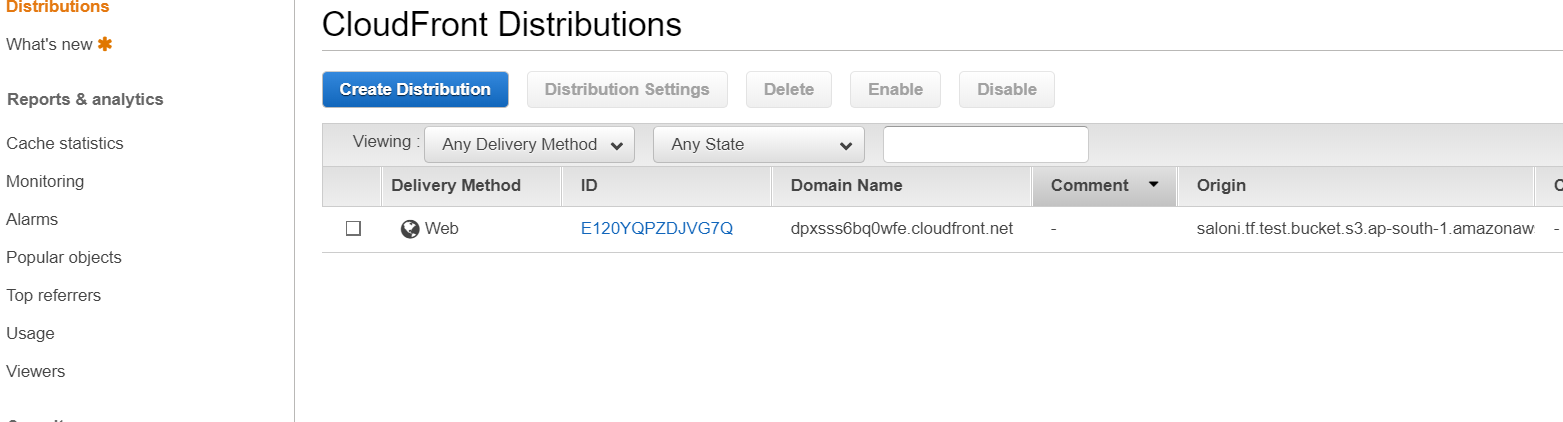 Distributions
What's new
Reports & analytics
Cache statistics
Monitoring
Alarms
Popular objects
Top referrers
Usage
Viewers
CloudFront Distributions
Create Distribution Distribution Settings Delete Enable Disable
Viewing : Any Delivery Method Any State
Delivery Method ID Domain Name Comment Origin
Web E120YQPZDJVG7Q dpxsss6bq0wfe.cloudfront.net - saloni.tf.test.bucket.s3.ap-south-1.amazonaw -